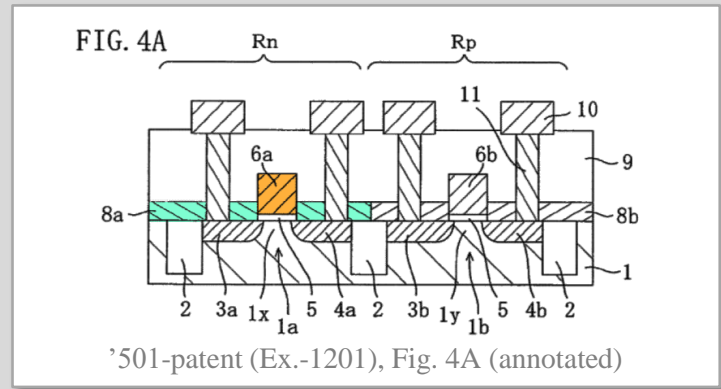 FIG. 4A
Rn Rp
11
10
6a 6b
9
8a 8b
1
2 3a 1x 1a 5 4a 2 3b 1y 1b 5 4b 2
’501-patent (Ex.-1201), Fig. 4A (annotated)